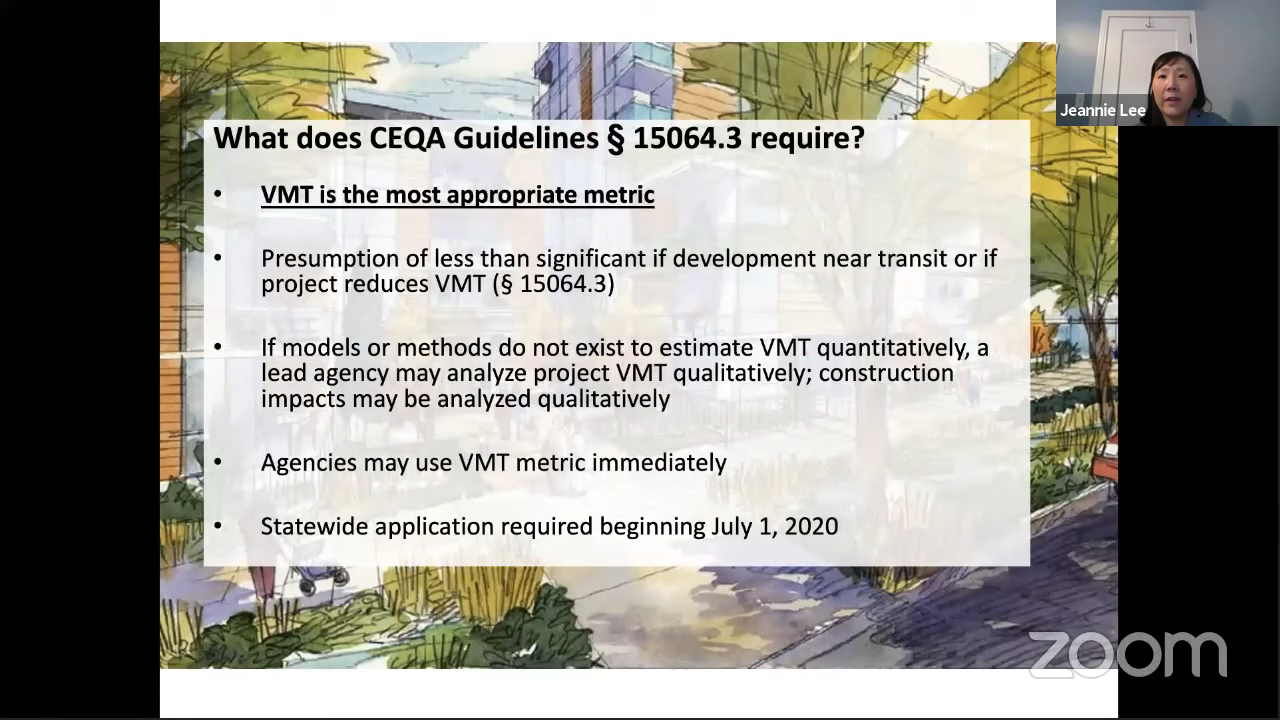 What does CEQA Guidelines § 15064.3 require?
• VMT is the most appropriate metric
• Presumption of less than significant if development near transit or if
project reduces VMT (§ 15064.3)
• If models or methods do not exist to estimate VMT quantitatively, a
lead agency may analyze project VMT qualitatively; construction
impacts may be analyzed qualitatively
• Agencies may use VMT metric immediately
• Statewide application required beginning July 1, 2020
Jeannie Lee
zoom